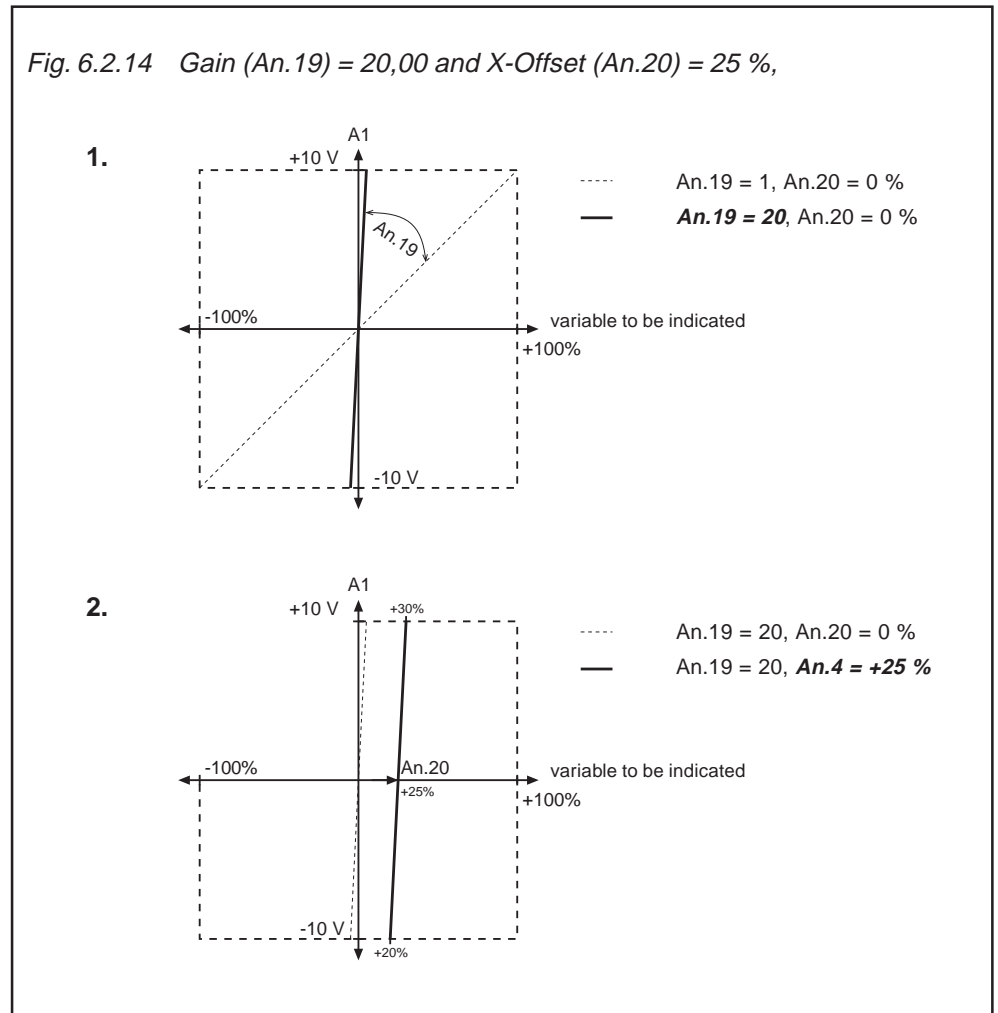 Fig. 6.2.14 Gain (An.19) = 20,00 and X-Offset (An.20) = 25 %,
1.
A1
+10 V
An.19
-100%
variable to be indicated
+100%
-10 V
An.19 = 1, An.20 = 0 %
An.19 = 20, An.20 = 0 %
2.
A1
+10 V
+30%
-100%
An.20
+25%
variable to be indicated
+100%
-10 V
+20%
An.19 = 20, An.20 = 0 %
An.19 = 20, An.4 = +25 %